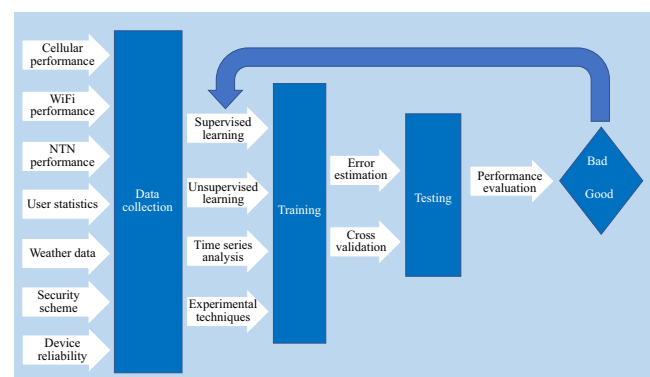 Cellular
performance
WiFi
performance
NTN
performance
User statistics
Weather data
Security
scheme
Device
reliability
Data
collection
Supervised
learning
Unsupervised
learning
Time series
analysis
Experimental
techniques
Training
Error
estimation
Cross
validation
Testing
Performance
evaluation
Bad
Good